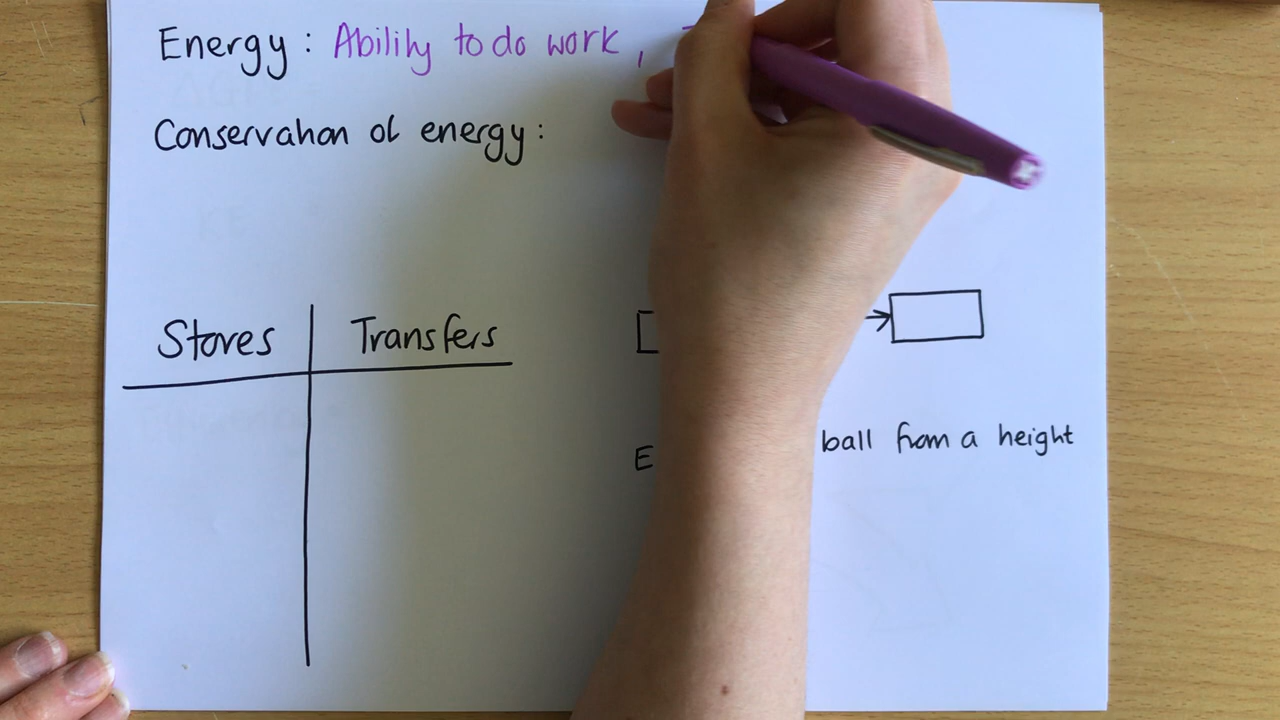 Energy: Ability to do work,
Conservation of energy:
Stores
Transfers
E
ball from a height